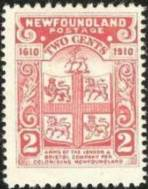 NEWFOUNDLAND
POSTAGE
1610 TWO CENTS 1910
2 2
ARMS OF THE LONDON &
BRISTOL COMPANY FOR
COLONISING NEWFOUNDLAND